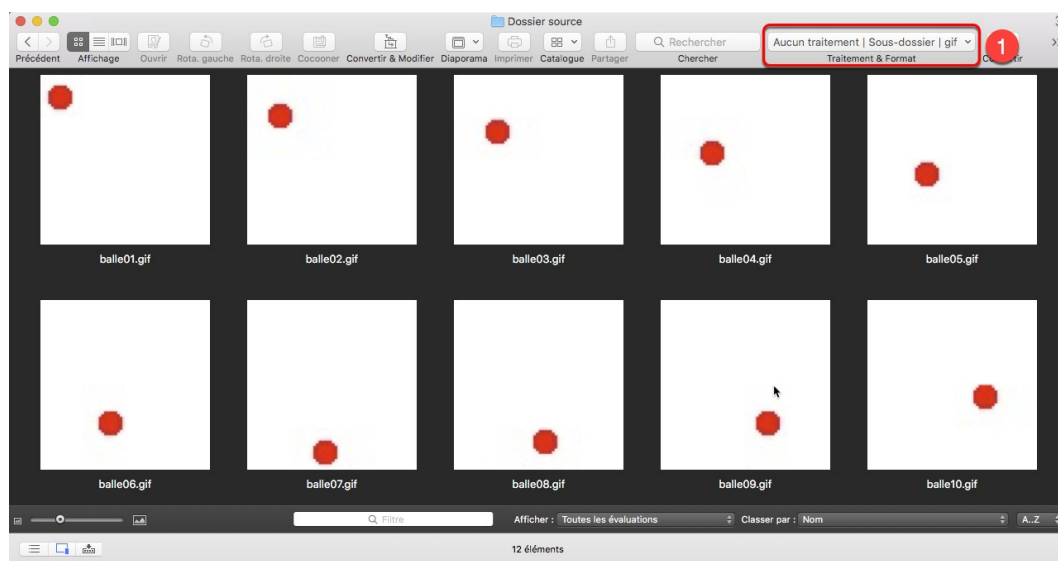 Dossier source
Rechercher
Aucun traitement | Sous-dossier | gif
1
Précédent Affichage Ouvrir Rota. gauche Rota. droite Cocooner Convertir & Modifier Diaporama Imprimer Catalogue Partager Chercher Traitement & Format
balle01.gif balle02.gif balle03.gif balle04.gif balle05.gif
balle06.gif balle07.gif balle08.gif balle09.gif balle10.gif
Filtre Afficher : Toutes les évaluations Classer par : Nom A..Z
12 éléments